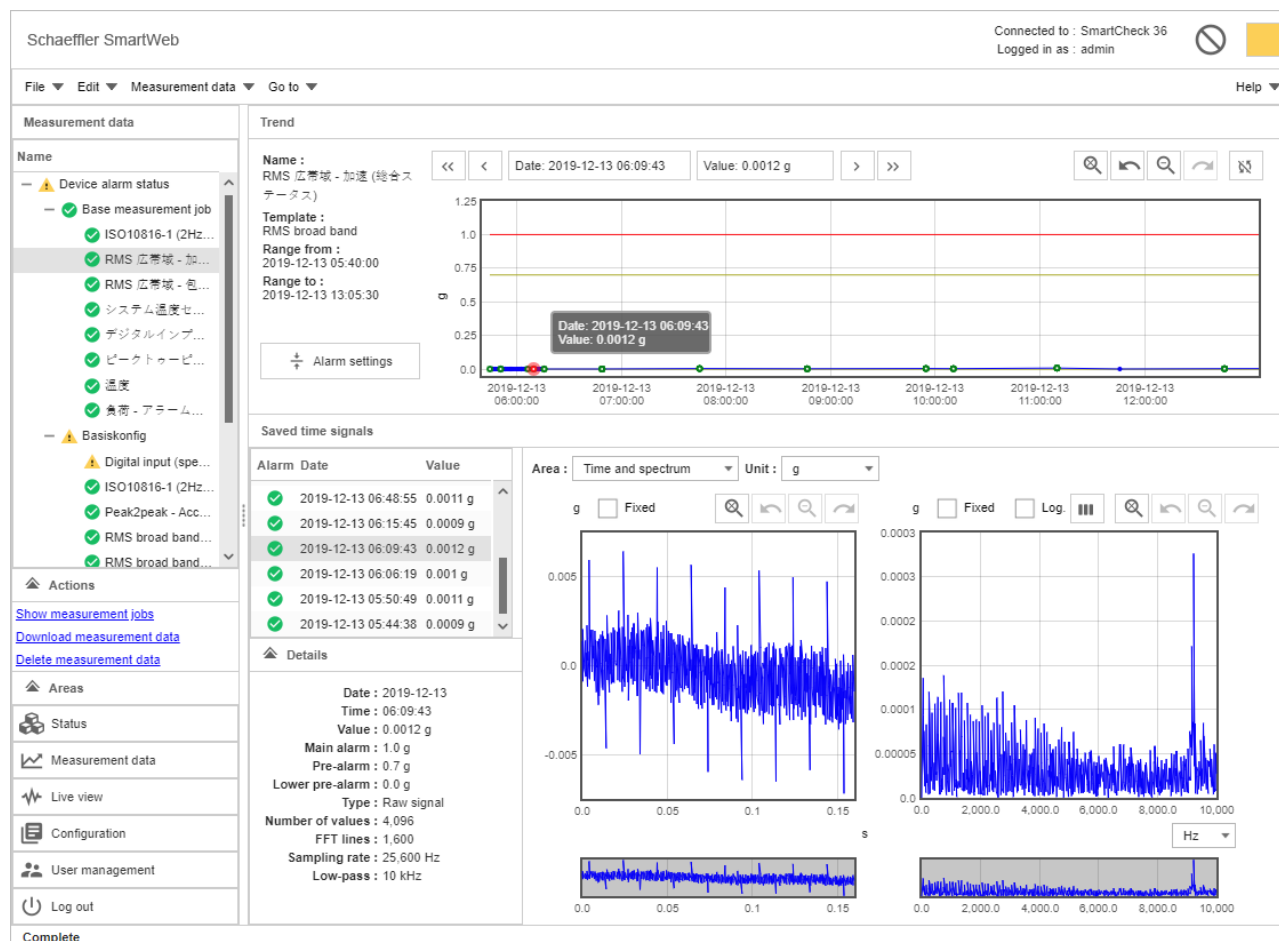 Schaeffler SmartWeb
Connected to : SmartCheck 36
Logged in as : admin
File Edit Measurement data Go to Help
Measurement data
Name
Device alarm status
Base measurement job
ISO10816-1 (2Hz...
RMS 広帯域 - 加...
RMS 広帯域 - 包...
システム温度セ...
デジタルインプ...
ピークトゥーピ...
温度
負荷 - アラーム...
Basiskonfig
Digital input (spe...
ISO10816-1 (2Hz...
Peak2peak - Acc...
RMS broad band...
RMS broad band...
Actions
Show measurement jobs
Download measurement data
Delete measurement data
Areas
Status
Measurement data
Live view
Configuration
User management
Log out
Complete
Trend
Name :
RMS 広帯域 - 加速 (総合ス
テータス)
Template :
RMS broad band
Range from :
2019-12-13 05:40:00
Range to :
2019-12-13 13:05:30
Alarm settings
<< < Date: 2019-12-13 06:09:43 Value: 0.0012 g > >>
1.25
1.0
0.75
0.5
0.25
0.0
g
Date: 2019-12-13 06:09:43
Value: 0.0012 g
2019-12-13 2019-12-13 2019-12-13 2019-12-13 2019-12-13 2019-12-13 2019-12-13
06:00:00 07:00:00 08:00:00 09:00:00 10:00:00 11:00:00 12:00:00
Saved time signals
Alarm Date Value
2019-12-13 06:48:55 0.0011 g
2019-12-13 06:15:45 0.0009 g
2019-12-13 06:09:43 0.0012 g
2019-12-13 06:06:19 0.001 g
2019-12-13 05:50:49 0.0011 g
2019-12-13 05:44:38 0.0009 g
Details
Date : 2019-12-13
Time : 06:09:43
Value : 0.0012 g
Main alarm : 1.0 g
Pre-alarm : 0.7 g
Lower pre-alarm : 0.0 g
Type : Raw signal
Number of values : 4,096
FFT lines : 1,600
Sampling rate : 25,600 Hz
Low-pass : 10 kHz
Area : Time and spectrum Unit : g
g Fixed
0.005
0.0
-0.005
0.0 0.05 0.1 0.15
s
0.0 0.05 0.1 0.15
g Fixed Log.
0.0003
0.0003
0.0002
0.0002
0.0001
0.00005
0.0
0.0 2,000.0 4,000.0 6,000.0 8,000.0 10,000
Hz
0.0 2,000.0 4,000.0 6,000.0 8,000.0 10,000